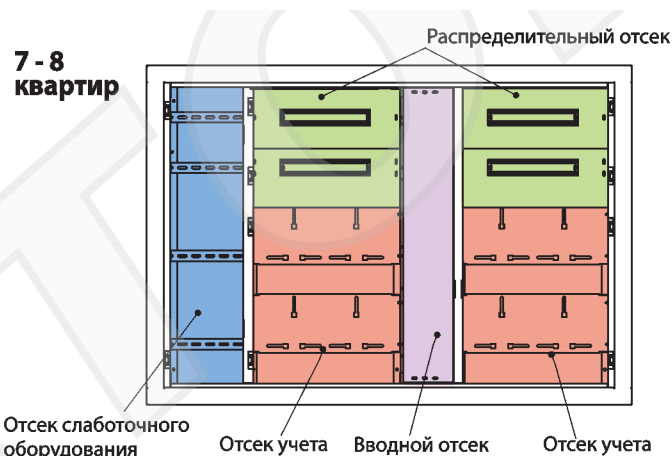 Распределительный отсек
7 - 8
квартир
Отсек слаботочного
оборудования
Отсек учета
Вводной отсек
Отсек учета